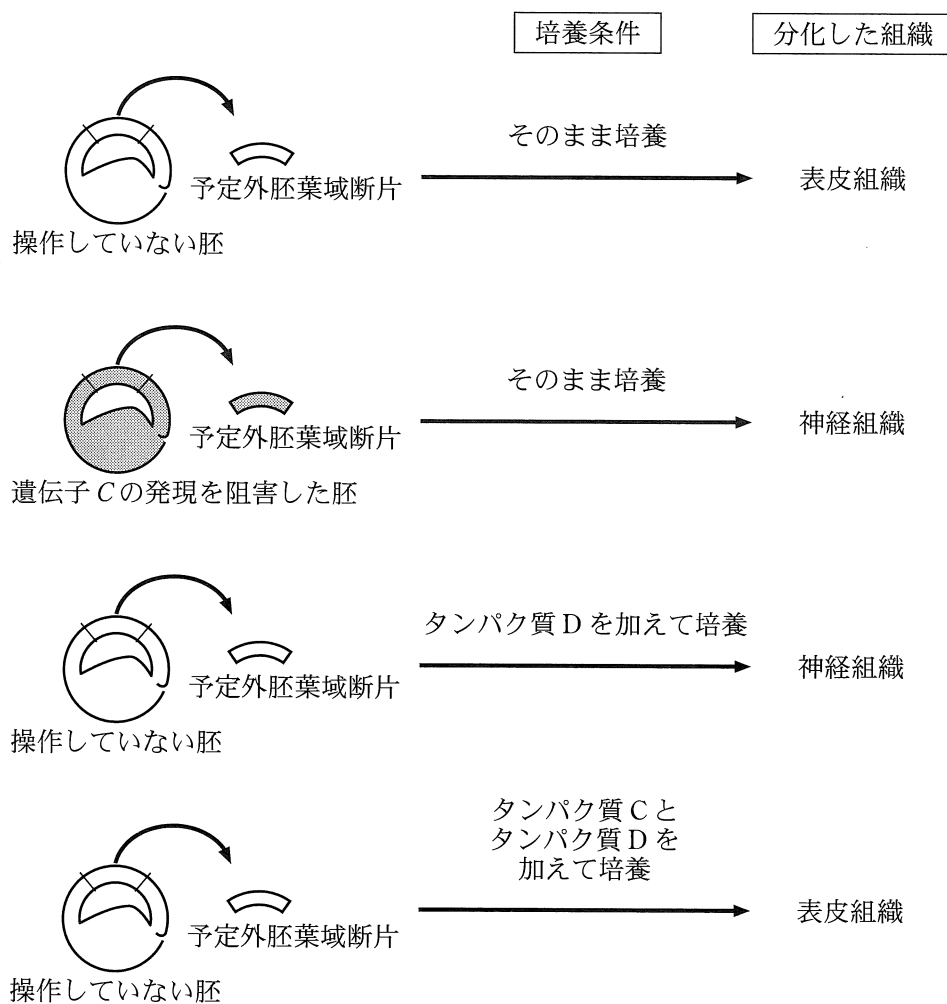 培養条件
分化した組織
そのまま培養
予定外胚葉域断片
表皮組織
操作していない胚
そのまま培養
予定外胚葉域断片
神経組織
遺伝子Cの発現を阻害した胚
タンパク質Dを加えて培養
予定外胚葉域断片
神経組織
操作していない胚
タンパク質Cと
タンパク質Dを
加えて培養
予定外胚葉域断片
表皮組織
操作していない胚